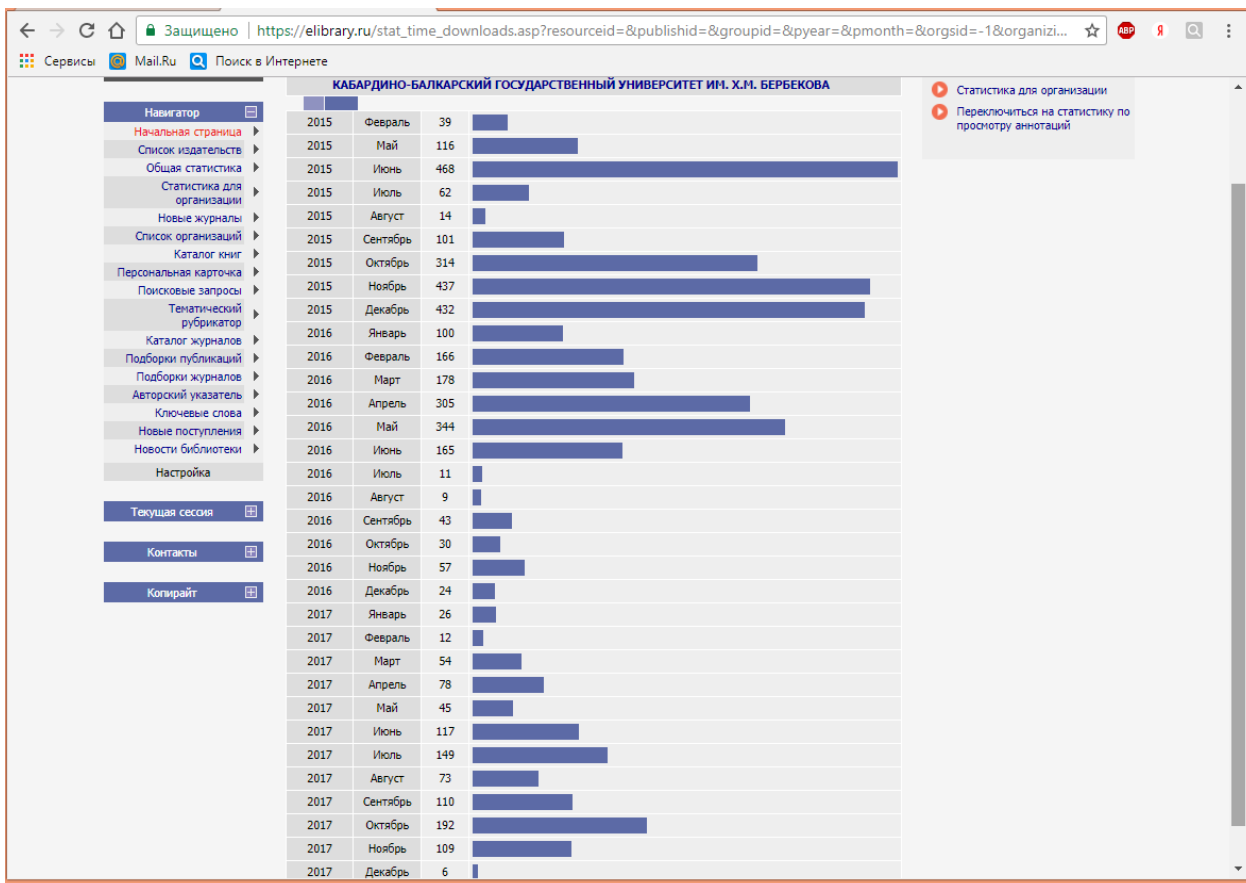 Защищено https://elibrary.ru/stat_time_downloads.asp?resourceid=&publishid=&groupid=&pyear=&pmonth=&orgsid=-1&organizi...
ABP
Я
Сервисы @ Mail.Ru Поиск в Интернете
КАБАРДИНО-БАЛКАРСКИЙ ГОСУДАРСТВЕННЫЙ УНИВЕРСИТЕТ ИМ. Х.М. БЕРБЕКОВА
Навигатор
Начальная страница
Список издательств
Общая статистика
Статистика для
организации
Новые журналы
Список организаций
Каталог книг
Персональная карточка
Поисковые запросы
Тематический
рубрикатор
Каталог журналов
Подборки публикаций
Подборки журналов
Авторский указатель
Ключевые слова
Новые поступления
Новости библиотеки
Настройка
Текущая сессия
Контакты
Копирайт
2015 Февраль 39
2015 Май 116
2015 Июнь 468
2015 Июль 62
2015 Август 14
2015 Сентябрь 101
2015 Октябрь 314
2015 Ноябрь 437
2015 Декабрь 432
2016 Январь 100
2016 Февраль 166
2016 Март 178
2016 Апрель 305
2016 Май 344
2016 Июнь 165
2016 Июль 11
2016 Август 9
2016 Сентябрь 43
2016 Октябрь 30
2016 Ноябрь 57
2016 Декабрь 24
2017 Январь 26
2017 Февраль 12
2017 Март 54
2017 Апрель 78
2017 Май 45
2017 Июнь 117
2017 Июль 149
2017 Август 73
2017 Сентябрь 110
2017 Октябрь 192
2017 Ноябрь 109
2017 Декабрь 6
Статистика для организации
Переключиться на статистику по
просмотру аннотаций